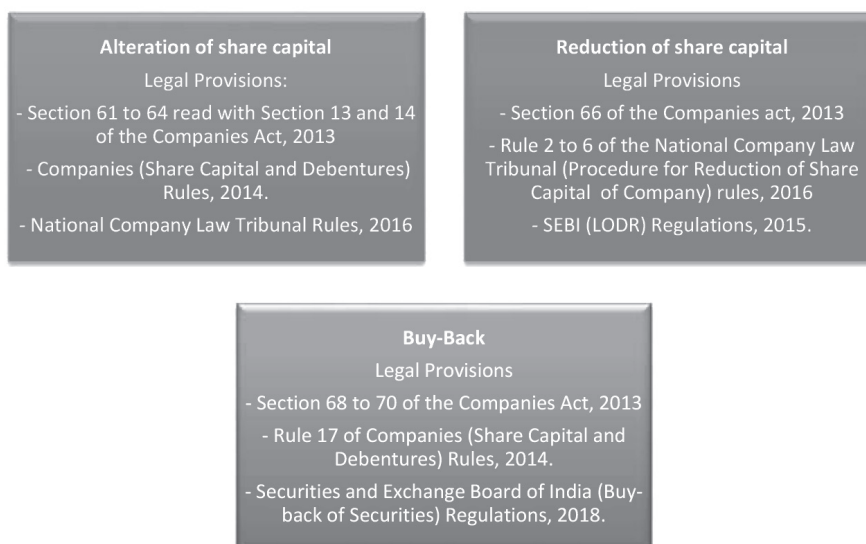 Alteration of share capital
Legal Provisions:
- Section 61 to 64 read with Section 13 and 14
of the Companies Act, 2013
- Companies (Share Capital and Debentures)
Rules, 2014.
- National Company Law Tribunal Rules, 2016
Reduction of share capital
Legal Provisions
- Section 66 of the Companies act, 2013
- Rule 2 to 6 of the National Company Law
Tribunal (Procedure for Reduction of Share
Capital of Company) rules, 2016
- SEBI (LODR) Regulations, 2015.
Buy-Back
Legal Provisions
- Section 68 to 70 of the Companies Act, 2013
- Rule 17 of Companies (Share Capital and
Debentures) Rules, 2014.
- Securities and Exchange Board of India (Buy-
back of Securities) Regulations, 2018.